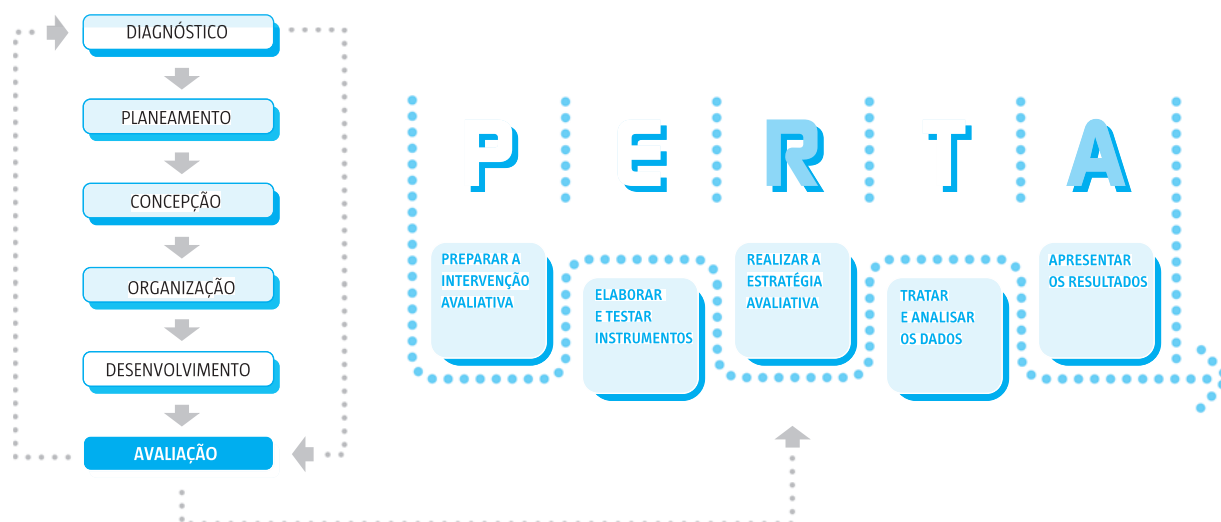 DIAGNÓSTICO
PLANEAMENTO
CONCEPÇÃO
ORGANIZAÇÃO
DESENVOLVIMENTO
AVALIAÇÃO
P E R T A
PREPARAR A
INTERVENÇÃO
AVALIATIVA
ELABORAR
E TESTAR
INSTRUMENTOS
REALIZAR A
ESTRATÉGIA
AVALIATIVA
TRATAR
E ANALISAR
OS DADOS
APRESENTAR
OS RESULTADOS